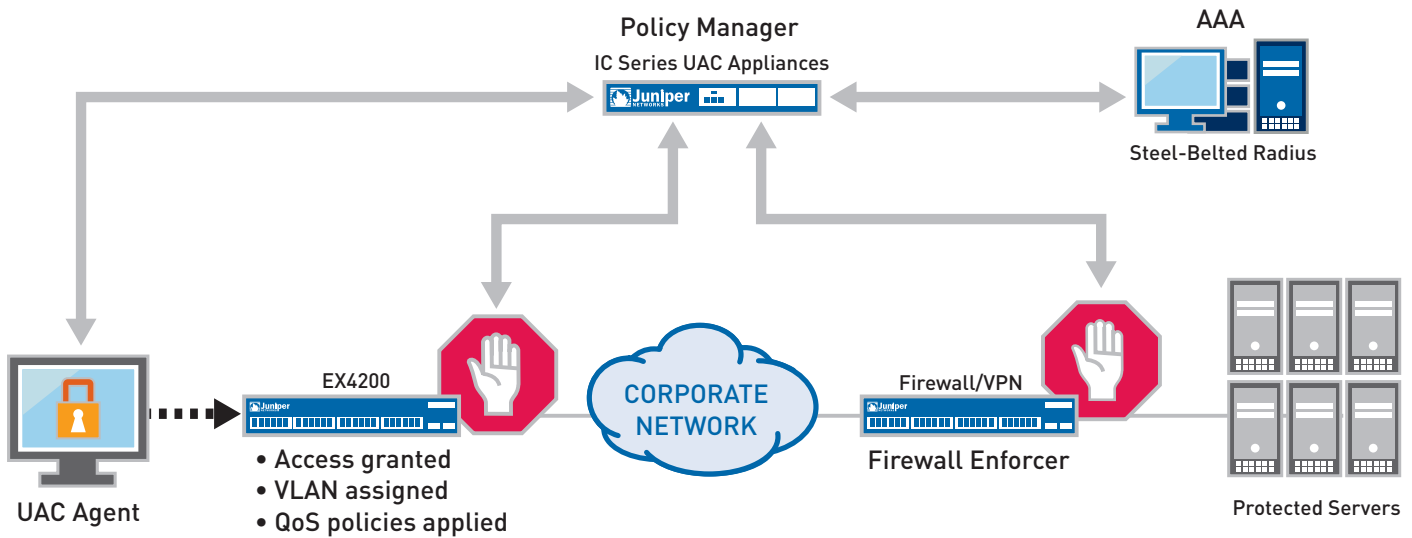 Policy Manager
IC Series UAC Appliances
Juniper
NETWORKS
AAA
Steel-Belted Radius
EX4200
Juniper
• Access granted
• VLAN assigned
• QoS policies applied
UAC Agent
CORPORATE
NETWORK
Firewall/VPN
Juniper
Firewall Enforcer
Protected Servers